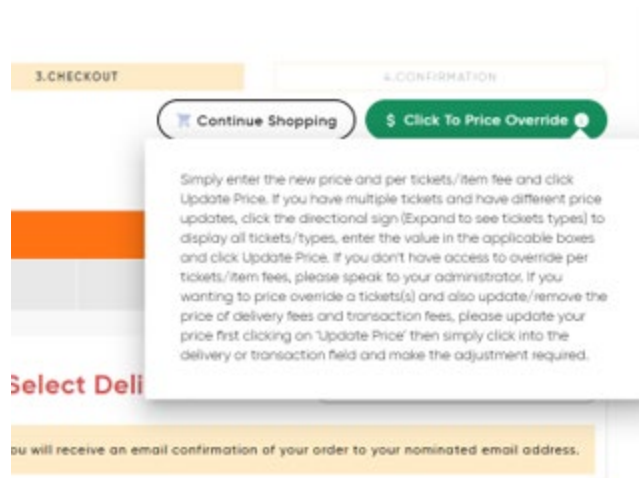 3.CHECKOUT
4.CONFIRMATION
Continue Shopping
$ Click To Price Override i
Simply enter the new price and per tickets/item fee and click
Update Price. If you have multiple tickets and have different price
updates, click the directional sign (Expand to see tickets types) to
display all tickets/types, enter the value in the applicable boxes
and click Update Price. If you don't have access to override per
tickets/item fees, please speak to your administrator. If you
wanting to price override a tickets(s) and also update/remove the
price of delivery fees and transaction fees, please update your
price first clicking on 'Update Price' then simply click into the
delivery or transaction field and make the adjustment required.
Select Deli
ou will receive an email confirmation of your order to your nominated email address.